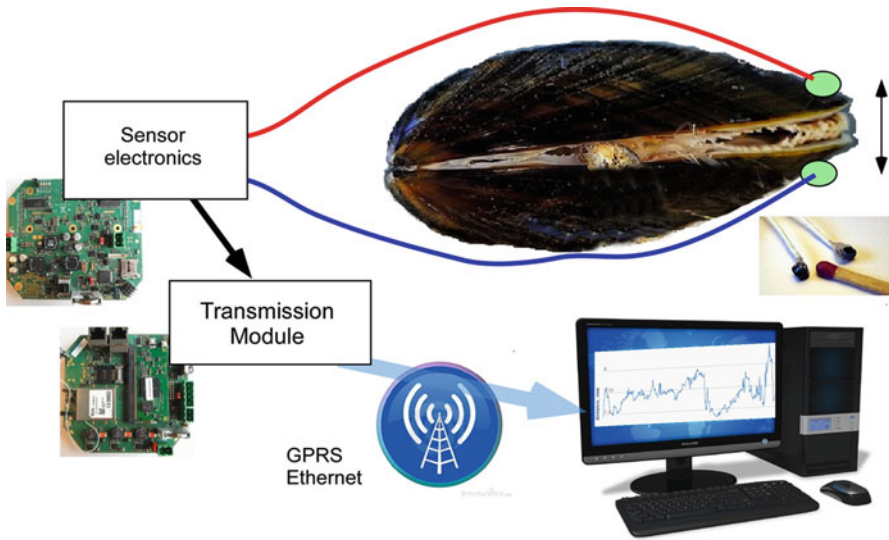 Sensor
electronics
Transmission
Module
GPRS
Ethernet